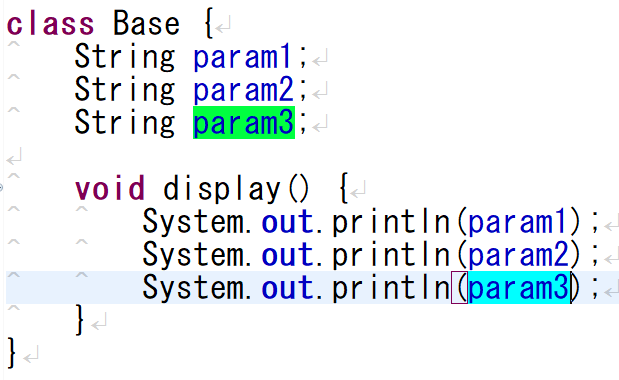 class Base {
    String param1;
    String param2;
    String param3;

    void display() {
        System.out.println(param1);
        System.out.println(param2);
        System.out.println(param3);
    }
}